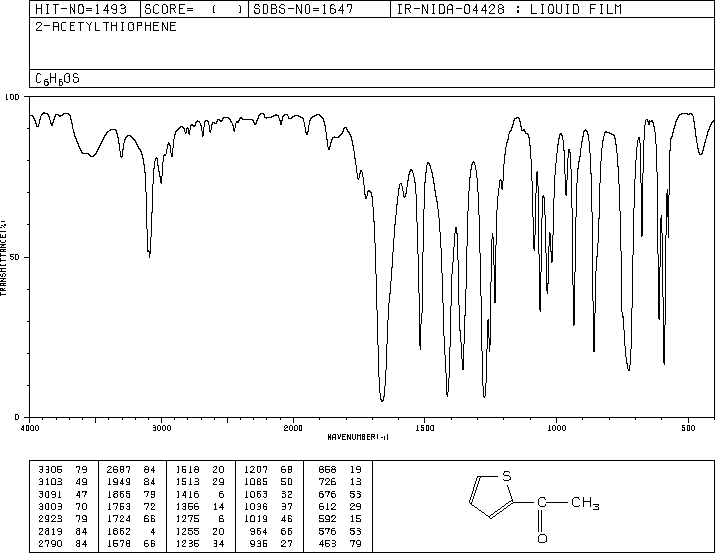 HIT-NO=1493 SCORE= ( ) SDBS-NO=1647 IR-NIDA-04428 : LIQUID FILM
2-ACETYLTHIOPHENE
C6H6OS
100
50
0
TRANSMITTANCE(%)
4000 3000 2000 1500 1000 500
WAVENUMBER(-1)
3305 79 2687 84 1518 20 1207 68 858 19
3103 49 1949 84 1513 29 1085 50 726 13
3091 47 1865 79 1416 6 1063 32 676 53
3003 70 1753 72 1356 14 1036 37 612 29
2923 79 1724 66 1275 6 1019 46 592 15
2819 84 1662 4 1255 20 964 66 576 53
2790 84 1578 66 1235 34 935 27 453 79
S
C CH3
O